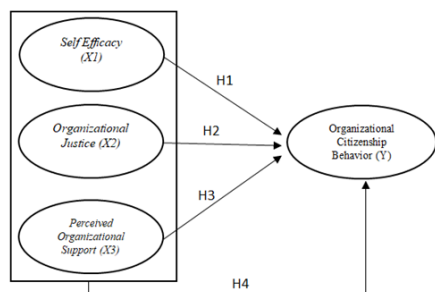 Self Efficacy
(X1)
H1
Organizational
Justice (X2)
H2
Organizational
Citizenship
Behavior (Y)
H3
Perceived
Organizational
Support (X3)
H4